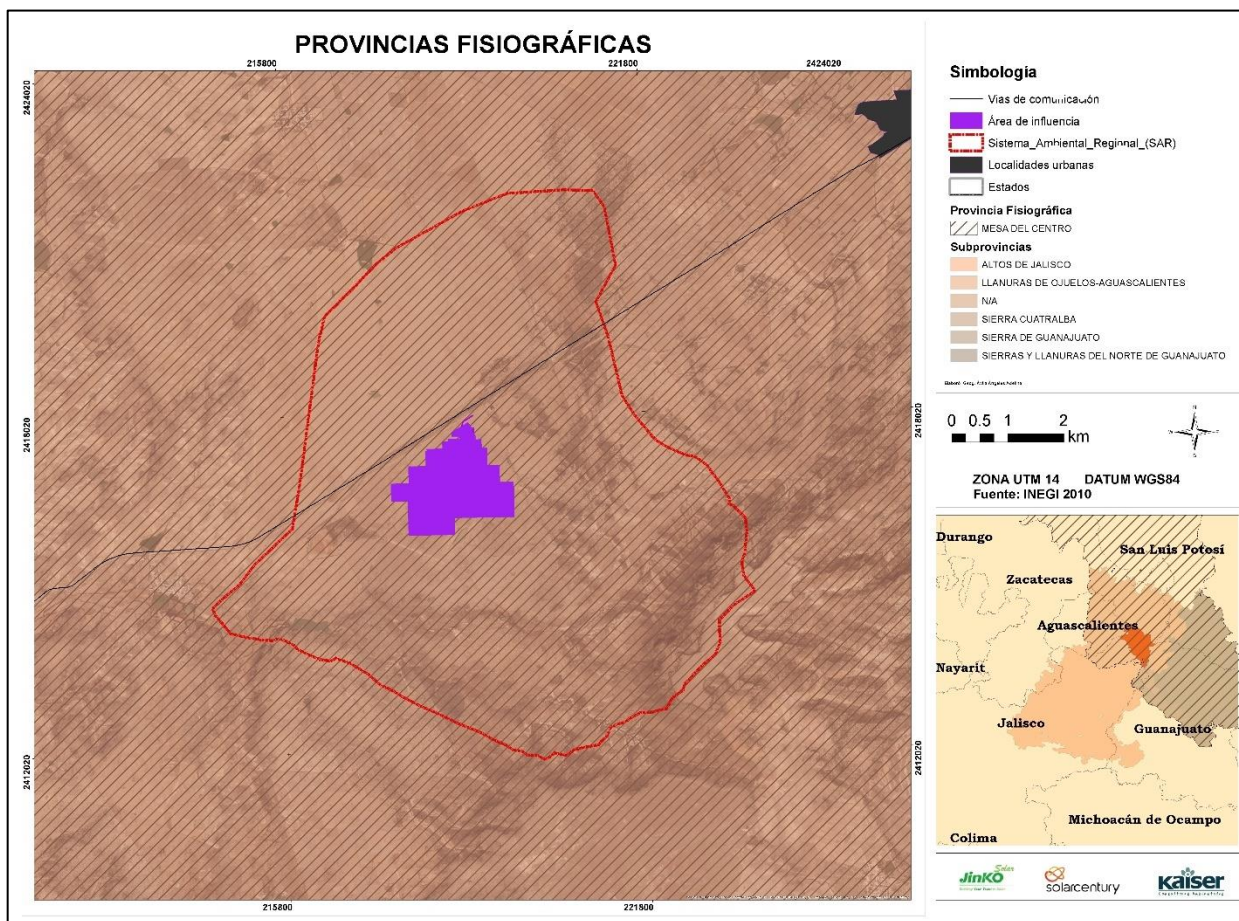 PROVINCIAS FISIOGRÁFICAS
215800
221800
2424020
2424020
2418020
2418020
2412020
2412020
215800
221800
Simbología
Vias de comunicación
Área de influencia
Sistema_Ambiental_Regional_(SAR)
Localidades urbanas
Estados
Provincia Fisiográfica
MESA DEL CENTRO
Subprovincias
ALTOS DE JALISCO
LLANURAS DE OJUELOS-AGUASCALIENTES
N/A
SIERRA CUATRALBA
SIERRA DE GUANAJUATO
SIERRAS Y LLANURAS DEL NORTE DE GUANAJUATO
0 0.5 1 2
km
N
W E
S
ZONA UTM 14 DATUM WGS84
Fuente: INEGI 2010
Durango
San Luis Potosí
Zacatecas
Aguascalientes
Nayarit
Jalisco
Guanajuato
Michoacán de Ocampo
Colima
JinKO Solar
solarcentury
Kaiser